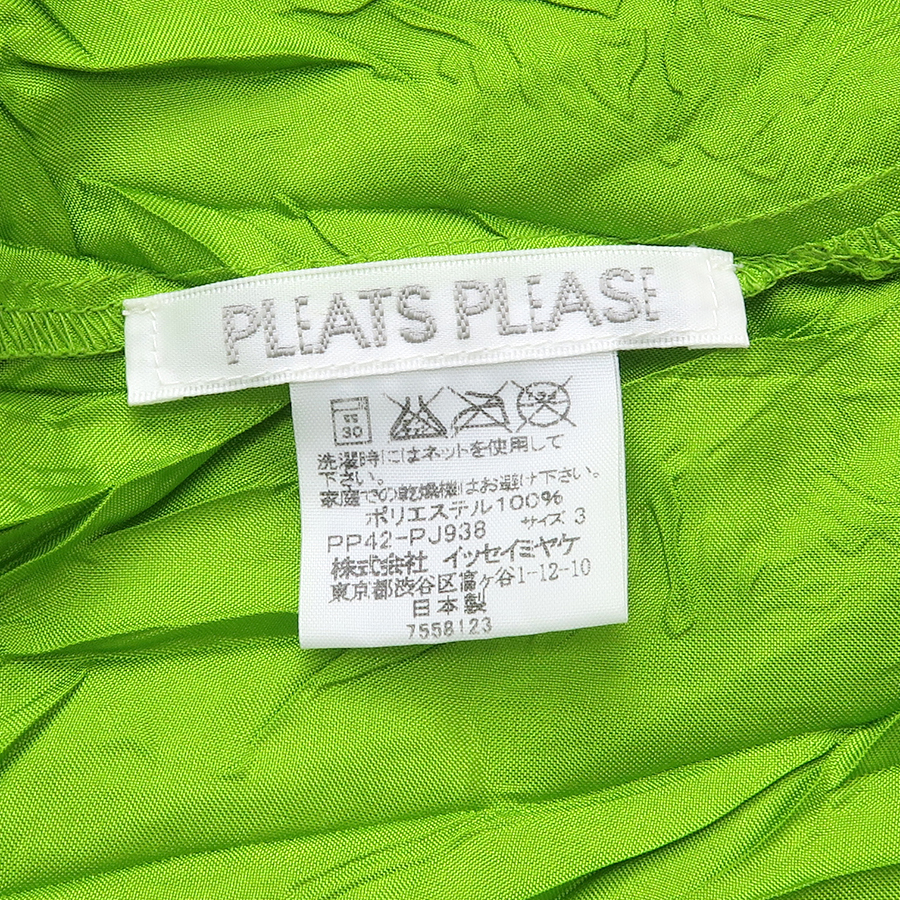 PLEATS PLEASE
30
洗濯時にはネットを使用して
下さい。
家庭での乾燥機はお避け下さい。
ポリエステル100%
PP42-PJ938 サイズ 3
株式会社 イッセイミヤケ
東京都渋谷区富ヶ谷1-12-10
日本製
7558123